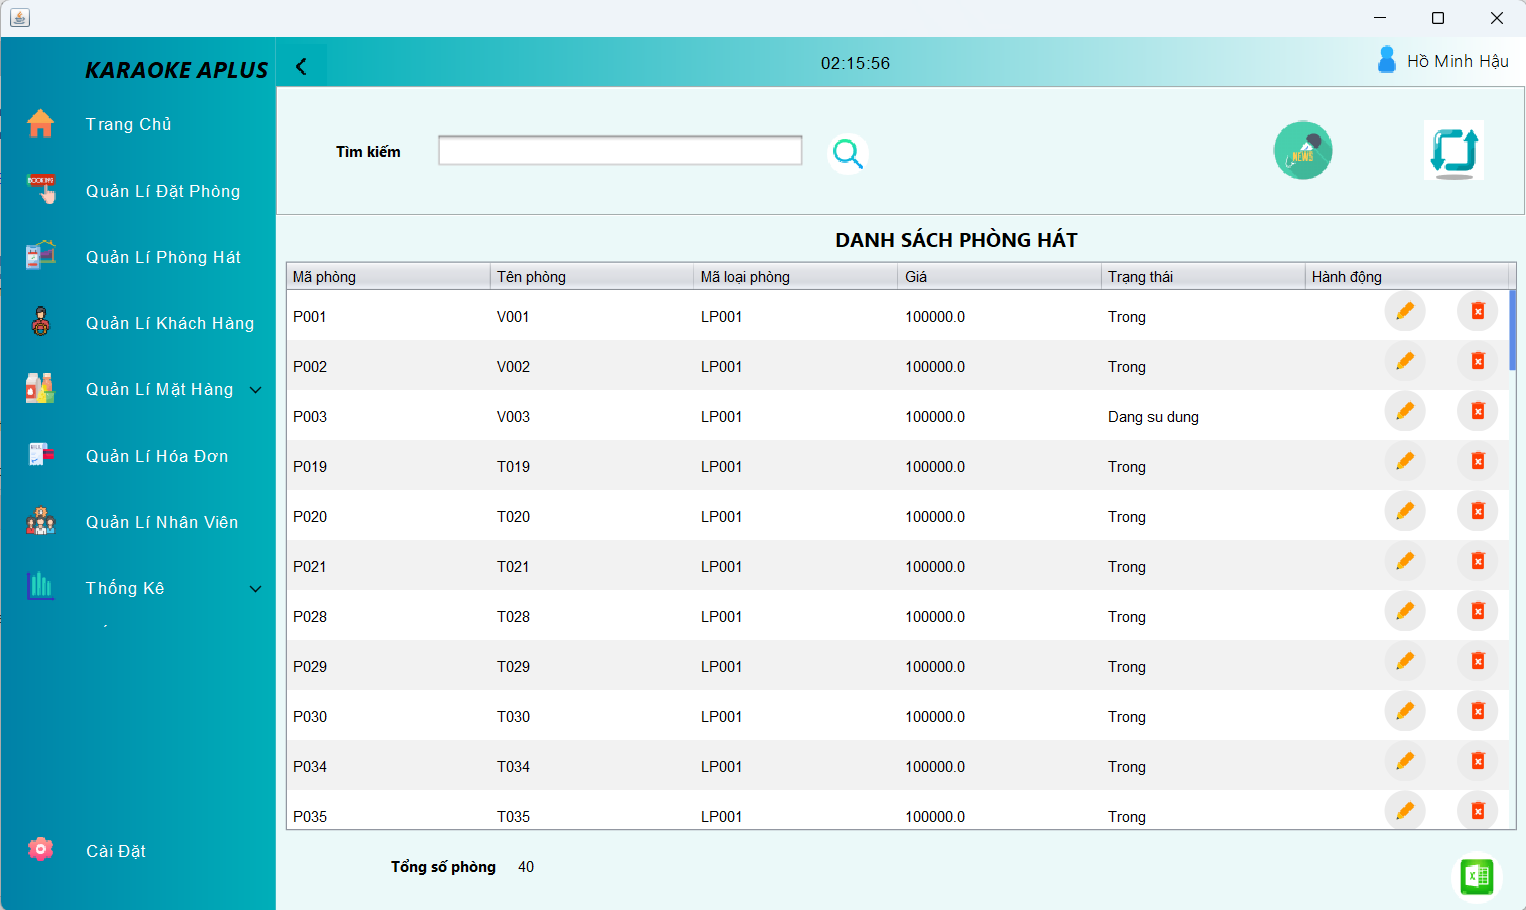 KARAOKE APLUS
02:15:56
Hồ Minh Hậu
Trang Chủ
Quản Lí Đặt Phòng
Quản Lí Phòng Hát
Quản Lí Khách Hàng
Quản Lí Mặt Hàng
Quản Lí Hóa Đơn
Quản Lí Nhân Viên
Thống Kê
Cài Đặt
Tìm kiếm
NEWS
DANH SÁCH PHÒNG HÁT
Mã phòng Tên phòng Mã loại phòng Giá Trạng thái Hành động
P001 V001 LP001 100000.0 Trong
P002 V002 LP001 100000.0 Trong
P003 V003 LP001 100000.0 Dang su dung
P019 T019 LP001 100000.0 Trong
P020 T020 LP001 100000.0 Trong
P021 T021 LP001 100000.0 Trong
P028 T028 LP001 100000.0 Trong
P029 T029 LP001 100000.0 Trong
P030 T030 LP001 100000.0 Trong
P034 T034 LP001 100000.0 Trong
P035 T035 LP001 100000.0 Trong
Tổng số phòng 40